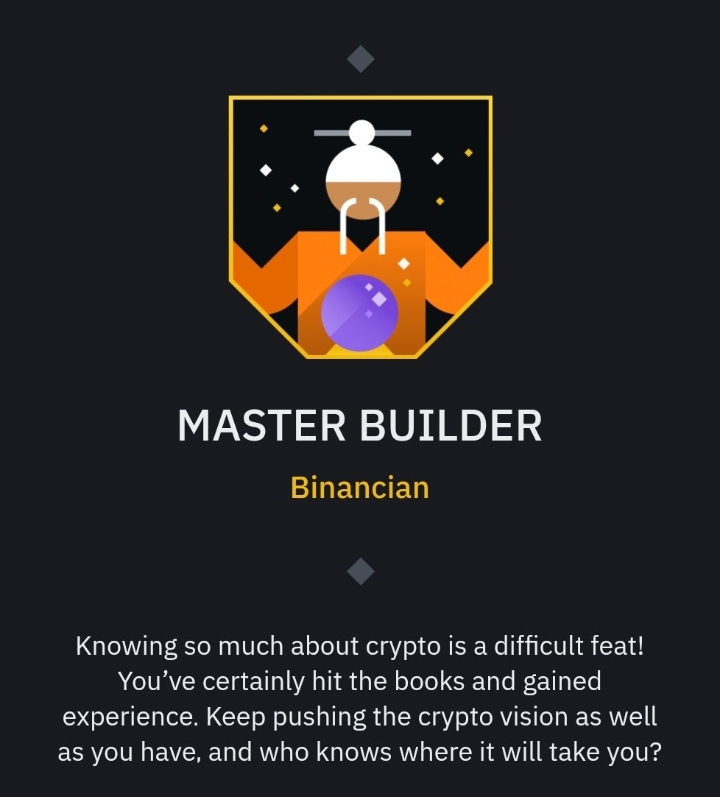 MASTER BUILDER
Binancian
Knowing so much about crypto is a difficult feat!
You’ve certainly hit the books and gained
experience. Keep pushing the crypto vision as well
as you have, and who knows where it will take you?